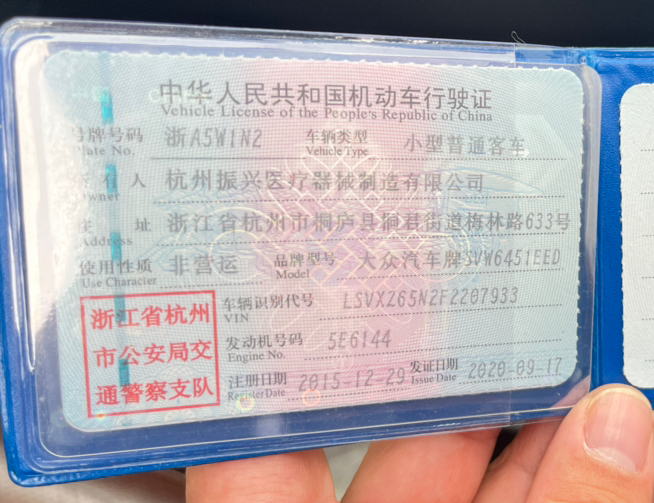 中华人民共和国机动车行驶证
Vehicle License of the People's Republic of China
号牌号码 浙A5W1N2 车辆类型 小型普通客车
Plate No. Vehicle Type
所有人 杭州振兴医疗器械制造有限公司
Owner
住址 浙江省杭州市桐庐县桐君街道梅林路633号
Address
使用性质 非营运 品牌型号 大众汽车牌SVW6451EED
Use Character Model
浙江省杭州
市公安局交
通警察支队
车辆识别代号 LSVXZ65N2F2207933
VIN
发动机号码 5E6144
Engine No.
注册日期 2015-12-29 发证日期 2020-09-17
Register Date Issue Date